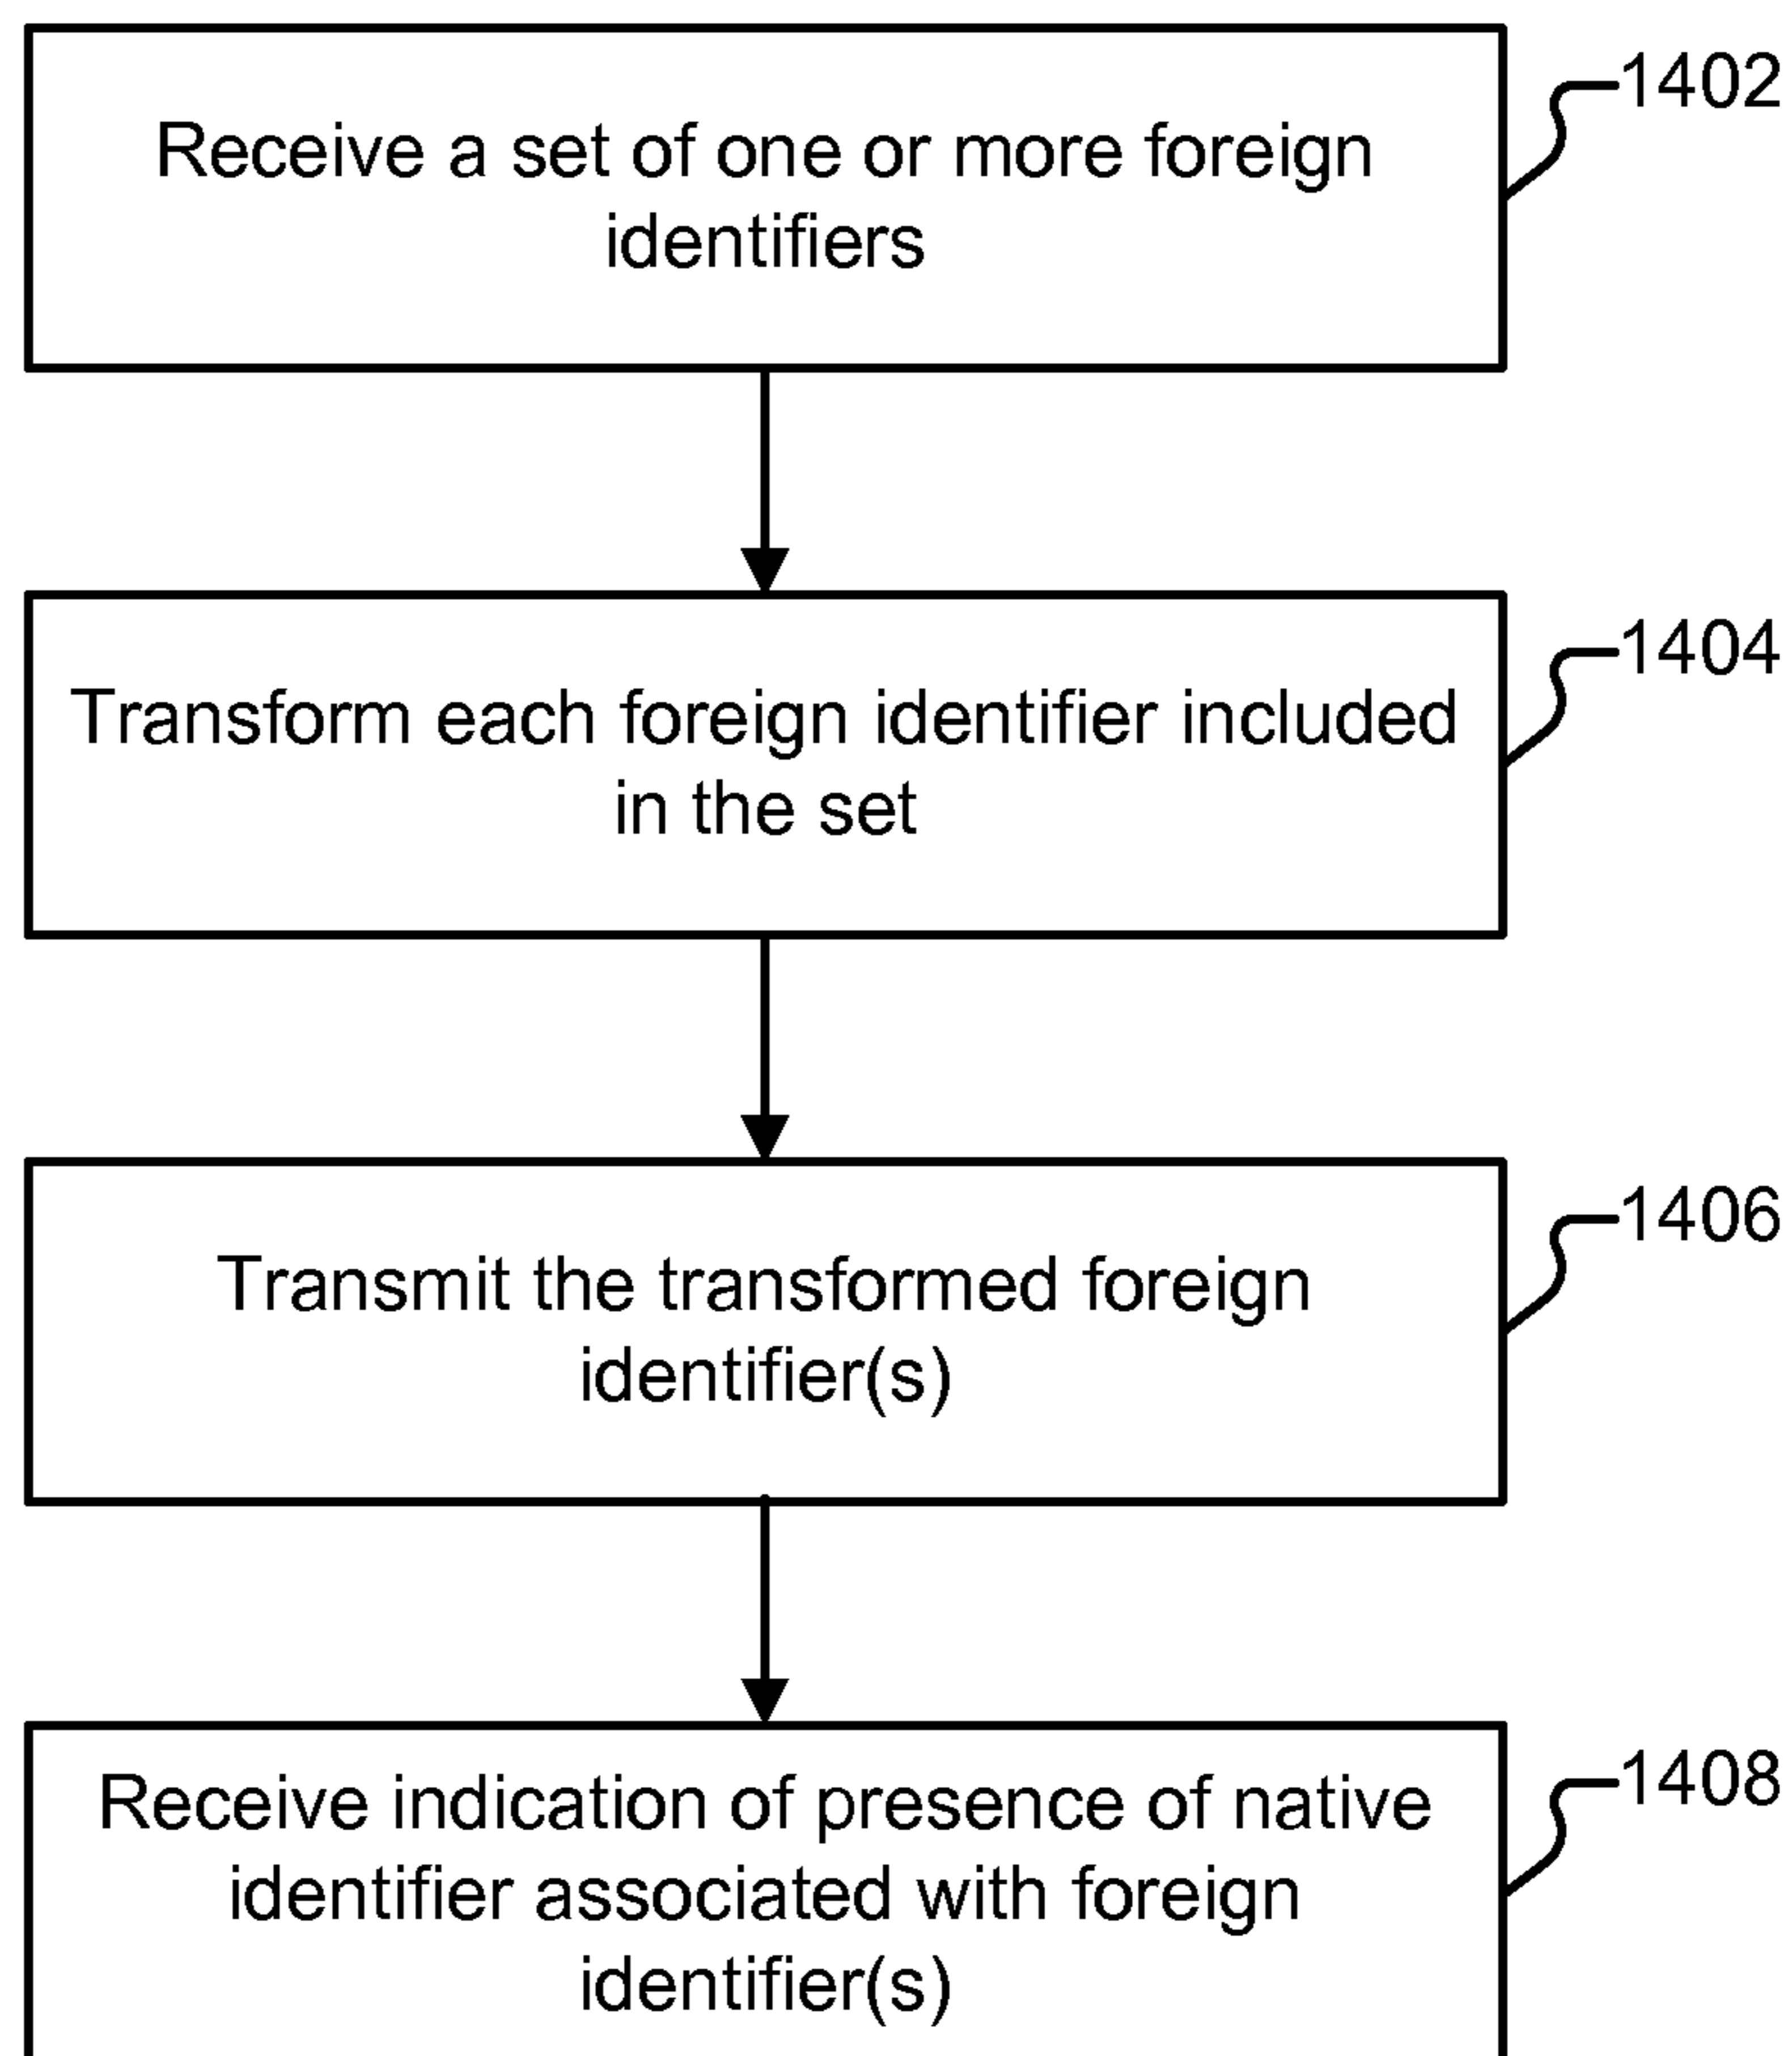 1402
Receive a set of one or more foreign
identifiers
1404
Transform each foreign identifier included
in the set
1406
Transmit the transformed foreign
identifier(s)
1408
Receive indication of presence of native
identifier associated with foreign
identifier(s)